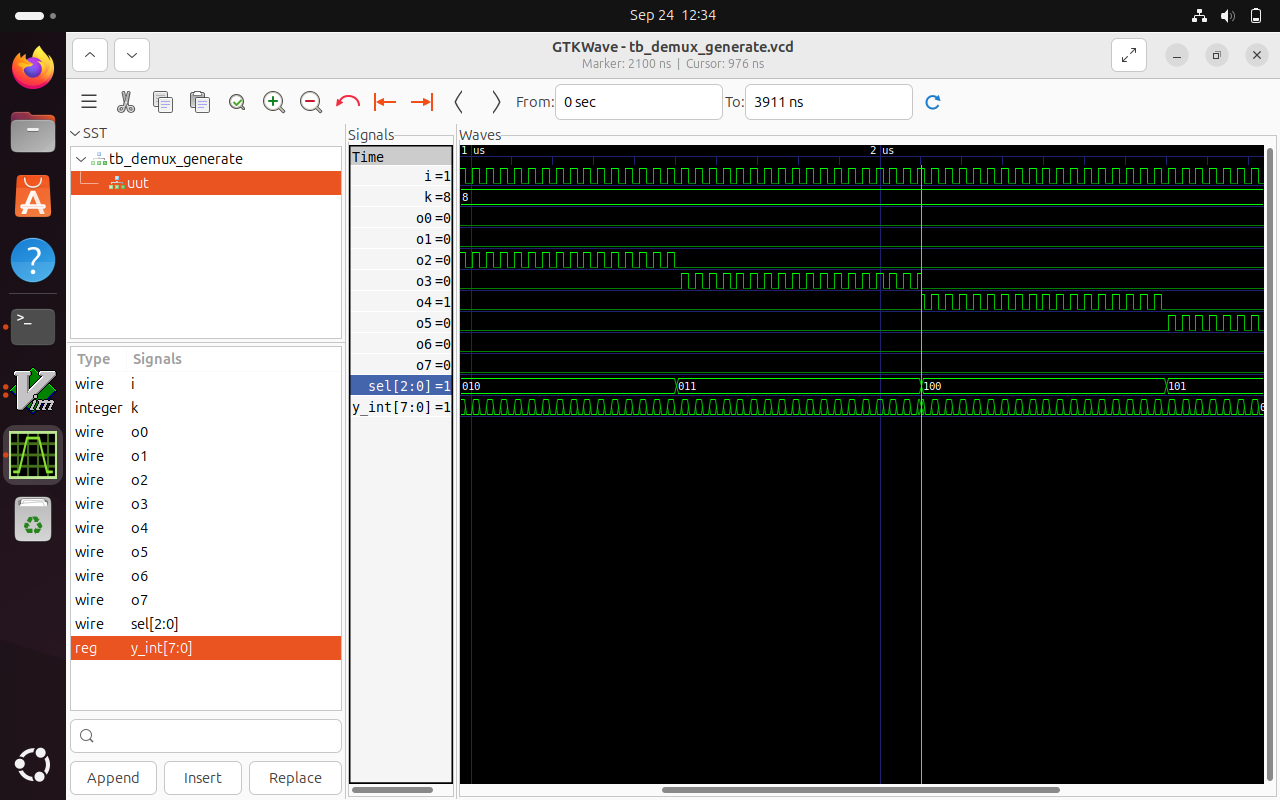 Sep 24 12:34
GTKWave - tb_demux_generate.vcd
Marker: 2100 ns | Cursor: 976 ns
From: 0 sec To: 3911 ns
SST
tb_demux_generate
uut
Type Signals
wire i
integer k
wire o0
wire o1
wire o2
wire o3
wire o4
wire o5
wire o6
wire o7
wire sel[2:0]
reg y_int[7:0]
Append Insert Replace
Signals
Time
i=1
k=8
o0=0
o1=0
o2=0
o3=0
o4=1
o5=0
o6=0
o7=0
sel[2:0]=1
y_int[7:0]=1
Waves
1 us 2 us
8
010 011 100 101